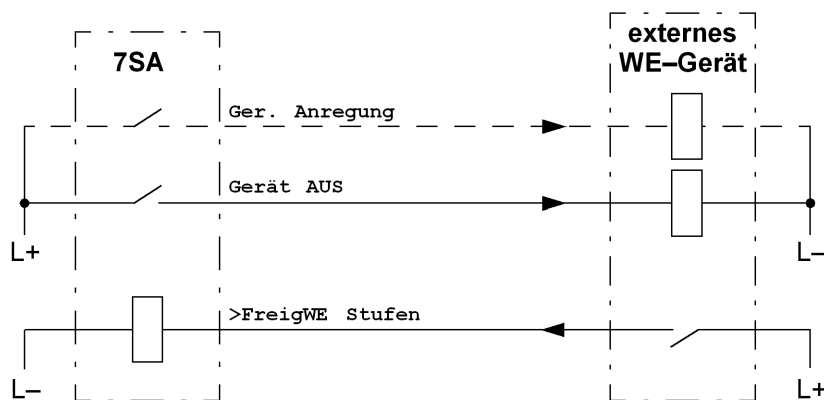 externes
7SA WE–Gerät
Ger. Anregung
Gerät AUS
L+ L–
>FreigWE Stufen
L– L+